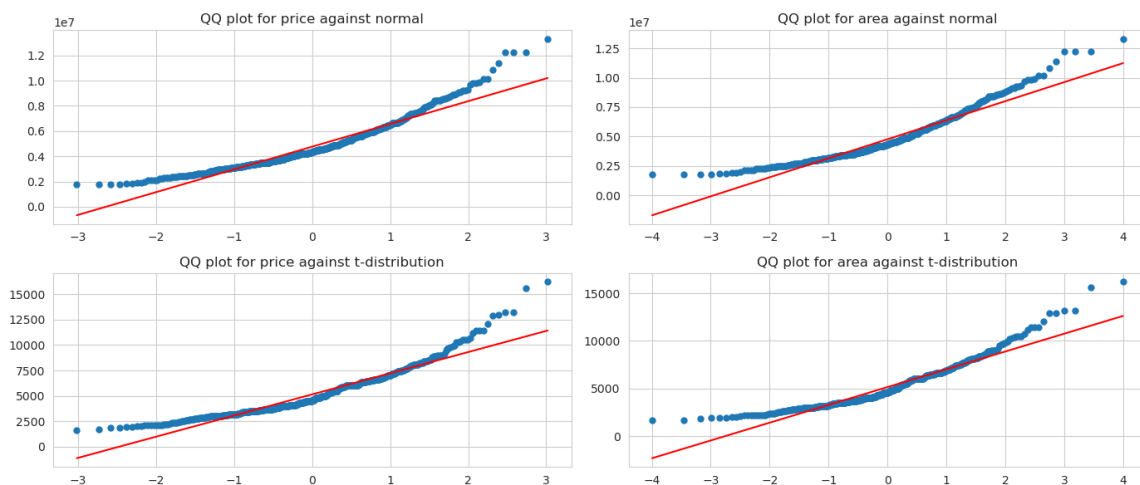 QQ plot for price against normal
1e7
1.2
1.0
0.8
0.6
0.4
0.2
0.0
−3 −2 −1 0 1 2 3
QQ plot for area against normal
1e7
1.25
1.00
0.75
0.50
0.25
0.00
−4 −3 −2 −1 0 1 2 3 4
QQ plot for price against t-distribution
15000
12500
10000
7500
5000
2500
0
−3 −2 −1 0 1 2 3
QQ plot for area against t-distribution
15000
10000
5000
0
−4 −3 −2 −1 0 1 2 3 4